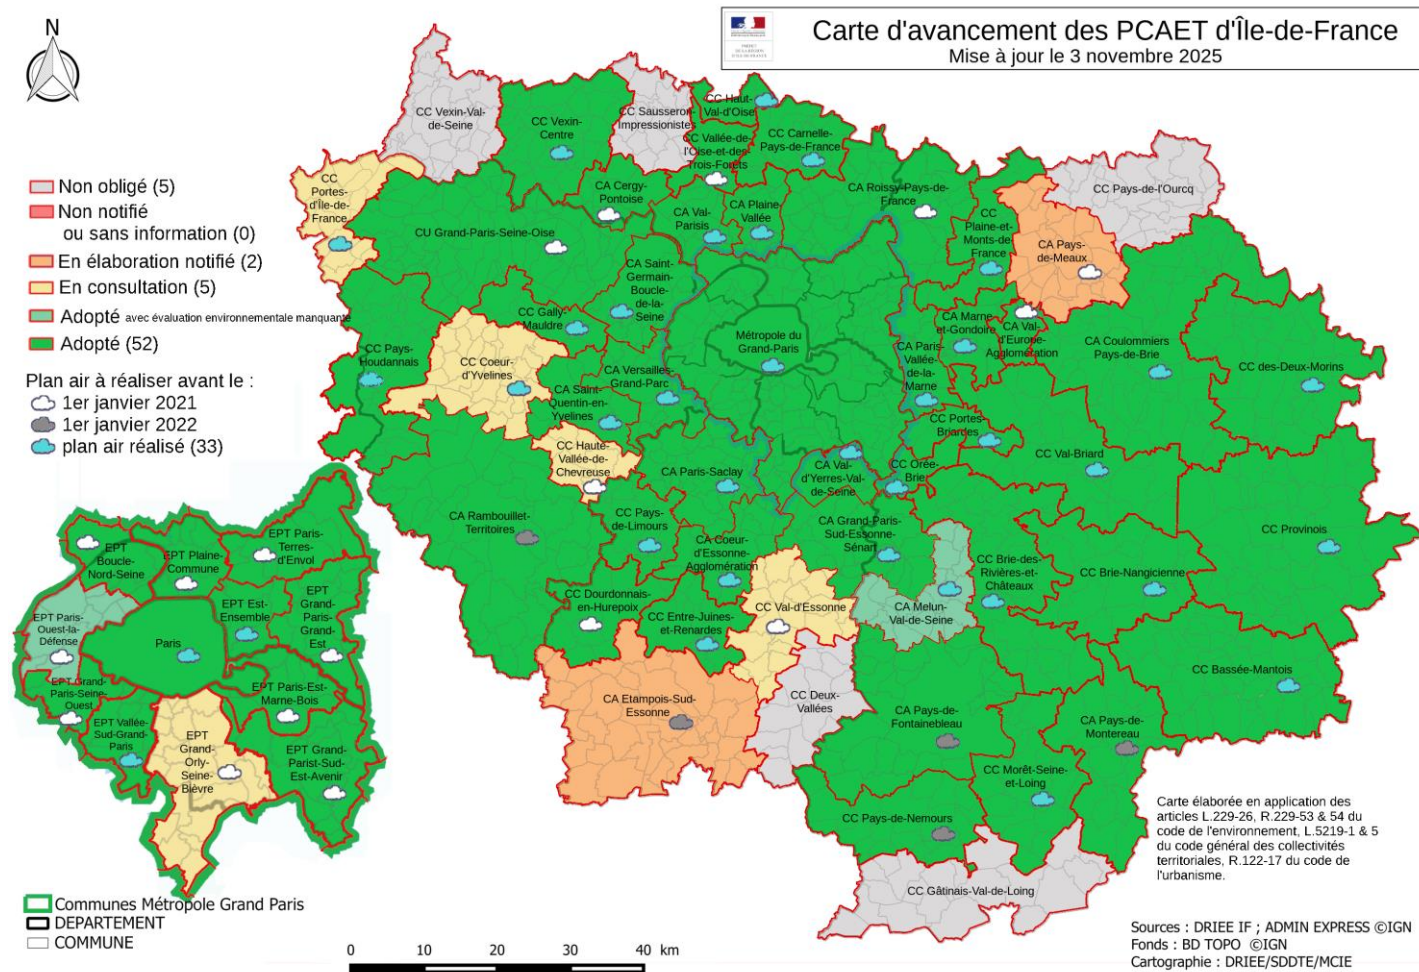 Carte d'avancement des PCAET d'Île-de-France
Mise à jour le 3 novembre 2025
N
Non obligé (5)
Non notifié
ou sans information (0)
En élaboration notifié (2)
En consultation (5)
Adopté avec évaluation environnementale manquante
Adopté (52)
Plan air à réaliser avant le :
1er janvier 2021
1er janvier 2022
plan air réalisé (33)
CC Vexin-Val-
de-Seine
CC Vexin-
Centre
CC Sausseron-
Impressionnistes
CC Haut-
Val-d'Oise
CC Vallée-de-
l'Oise-et-des-
Trois-Forêts
CC Carnelle-
Pays-de-France
CC
Portes-
d'Île-de-
France
CA Cergy-
Pontoise
CU Grand-Paris-Seine-Oise
CA Val-
Parisis
CA Plaine-
Vallée
CA Roissy-Pays-de-
France
CC
Plaine-et-
Monts-de-
France
CC Pays-de-l'Ourcq
CA Pays-
de-Meaux
CA Saint-
Germain-
Boucle-
de-la-
Seine
CC Gally-
Mauldre
CC Pays-
Houdannais
CC Coeur-
d'Yvelines
Métropole du
Grand-Paris
CA Marne-
et-Gondoire
CA Val-
d'Europe-
Agglomération
CA Coulommiers
Pays-de-Brie
CC des-Deux-Morins
CA Versailles-
Grand-Parc
CA Saint-
Quentin-en-
Yvelines
CA Paris-
Vallée-
de-la-
Marne
CC Portes-
Briardes
CC Haute-
Vallée-de-
Chevreuse
CA Paris-Saclay
CA Val-
d'Yerres-Val-
de-Seine
CC Orée-
Brie
CC Val-Briard
CA Rambouillet-
Territoires
CC Pays-
de-Limours
CA Coeur-
d'Essonne-
Agglomération
CA Grand-Paris-
Sud-Essonne-
Sénart
CC Provinois
CC Brie-des-
Rivières-et-
Châteaux
CC Brie-Nangicienne
CC Dourdonnais-
en-Hurepoix
CC Entre-Juines-
et-Renardes
CC Val-d'Essonne
CA Melun-
Val-de-Seine
CC Bassée-Montois
CA Etampois-Sud-
Essonne
CC Deux-
Vallées
CA Pays-de-
Fontainebleau
CA Pays-de-
Montereau
CC Morêt-Seine-
et-Loing
CC Pays-de-Nemours
CC Gâtinais-Val-de-Loing
EPT
Boucle-
Nord-Seine
EPT Plaine-
Commune
EPT Paris-
Terres-
d'Envol
EPT Paris-
Ouest-la-
Défense
EPT Est-
Ensemble
EPT
Grand-
Paris-
Grand-
Est
Paris
EPT Grand-
Paris-Seine-
Ouest
EPT Paris-Est-
Marne-Bois
EPT Vallée-
Sud-Grand-
Paris
EPT
Grand-
Orly-
Seine-
Bièvre
EPT Grand-
Parist-Sud-
Est-Avenir
Communes Métropole Grand Paris
DEPARTEMENT
COMMUNE
0 10 20 30 40 km
Carte élaborée en application des
articles L.229-26, R.229-53 & 54 du
code de l'environnement, L.5219-1 & 5
du code général des collectivités
territoriales, R.122-17 du code de
l'urbanisme.
Sources : DRIEE IF ; ADMIN EXPRESS ©IGN
Fonds : BD TOPO ©IGN
Cartographie : DRIEE/SDDTE/MCIE